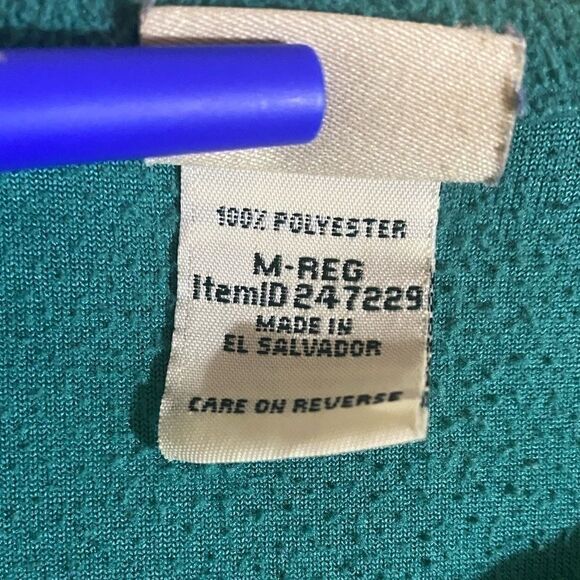 100% POLYESTER
M-REG
ItemID 247229
MADE IN
EL SALVADOR
CARE ON REVERSE